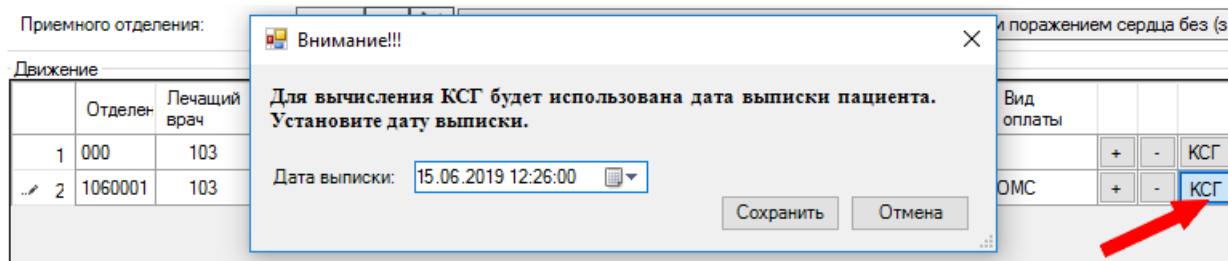 Приемного отделения:
поражением сердца без (з
Внимание!!!
Движение
Для вычисления КСГ будет использована дата выписки пациента.
Установите дату выписки.
Отделен Лечащий врач Вид оплаты
1 000 103 + - КСГ
Дата выписки: 15.06.2019 12:26:00
2 1060001 103 ОМС + - КСГ
Сохранить Отмена